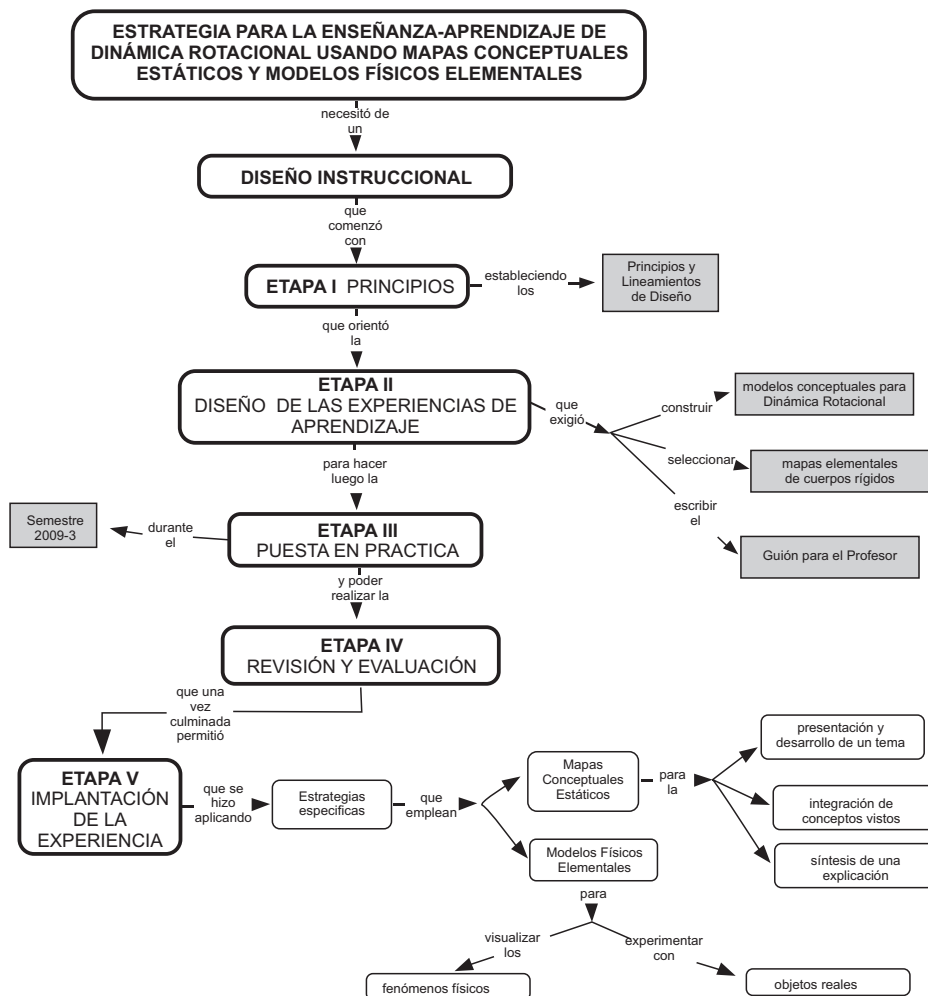 ESTRATEGIA PARA LA ENSEÑANZA-APRENDIZAJE DE
DINÁMICA ROTACIONAL USANDO MAPAS CONCEPTUALES
ESTÁTICOS Y MODELOS FÍSICOS ELEMENTALES
necesitó de
un
DISEÑO INSTRUCCIONAL
que
comenzó
con
ETAPA I PRINCIPIOS
estableciendo
los
Principios y
Lineamientos
de Diseño
que orientó
la
ETAPA II
DISEÑO DE LAS EXPERIENCIAS DE
APRENDIZAJE
que
exigió
construir
modelos conceptuales para
Dinámica Rotacional
seleccionar
mapas elementales
de cuerpos rígidos
escribir
el
Guión para el Profesor
para hacer
luego la
ETAPA III
PUESTA EN PRACTICA
durante
el
Semestre
2009-3
y poder
realizar la
ETAPA IV
REVISIÓN Y EVALUACIÓN
que una
vez
culminada
permitió
ETAPA V
IMPLANTACIÓN
DE LA
EXPERIENCIA
que se
hizo
aplicando
Estrategias
específicas
que
emplean
Mapas
Conceptuales
Estáticos
para
la
presentación y
desarrollo de un tema
integración de
conceptos vistos
síntesis de una
explicación
Modelos Físicos
Elementales
para
visualizar
los
fenómenos físicos
experimentar
con
objetos reales